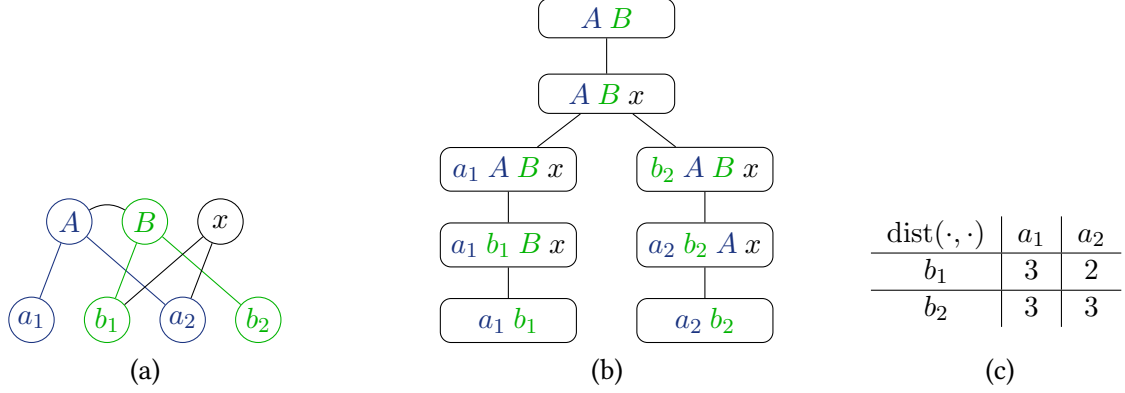 A B
A B x
a₁ A B x
b₂ A B x
a₁ b₁ B x
a₂ b₂ A x
a₁ b₁
a₂ b₂
A
B
x
a₁
b₁
a₂
b₂
dist(·, ·) a₁ a₂
b₁ 3 2
b₂ 3 3
(a)
(b)
(c)